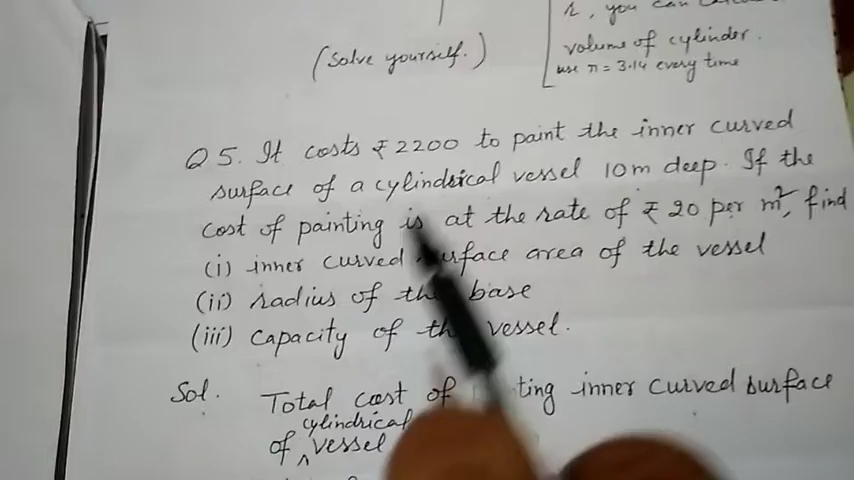 r, you can
volume of cylinder.
(Solve yourself.)
use π = 3.14 every time
Q 5. It costs ₹2200 to paint the inner curved
surface of a cylindrical vessel 10m deep. If the
cost of painting is at the rate of ₹ 20 per m², find
(i) inner curved surface area of the vessel
(ii) radius of the base
(iii) capacity of the vessel.
Sol. Total cost of ting inner curved surface
cylindrical
of ^ vessel